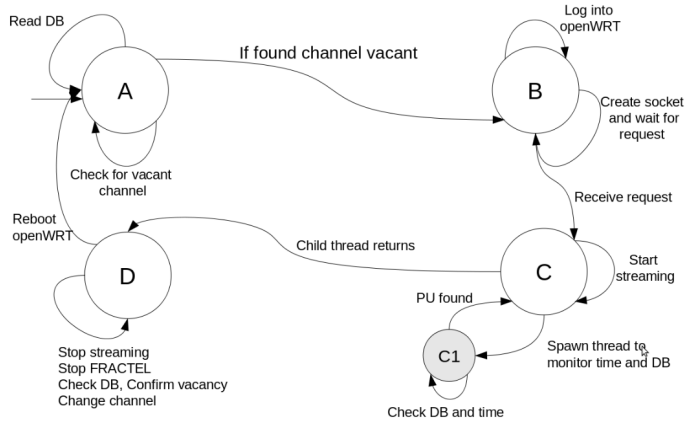 Read DB
Log into
openWRT
If found channel vacant
A
B
Create socket
and wait for
request
Check for vacant
channel
Receive request
Reboot
openWRT
Child thread returns
D
C
Start
streaming
PU found
Stop streaming
Stop FRACTEL
Check DB, Confirm vacancy
Change channel
C1
Spawn thread to
monitor time and DB
Check DB and time